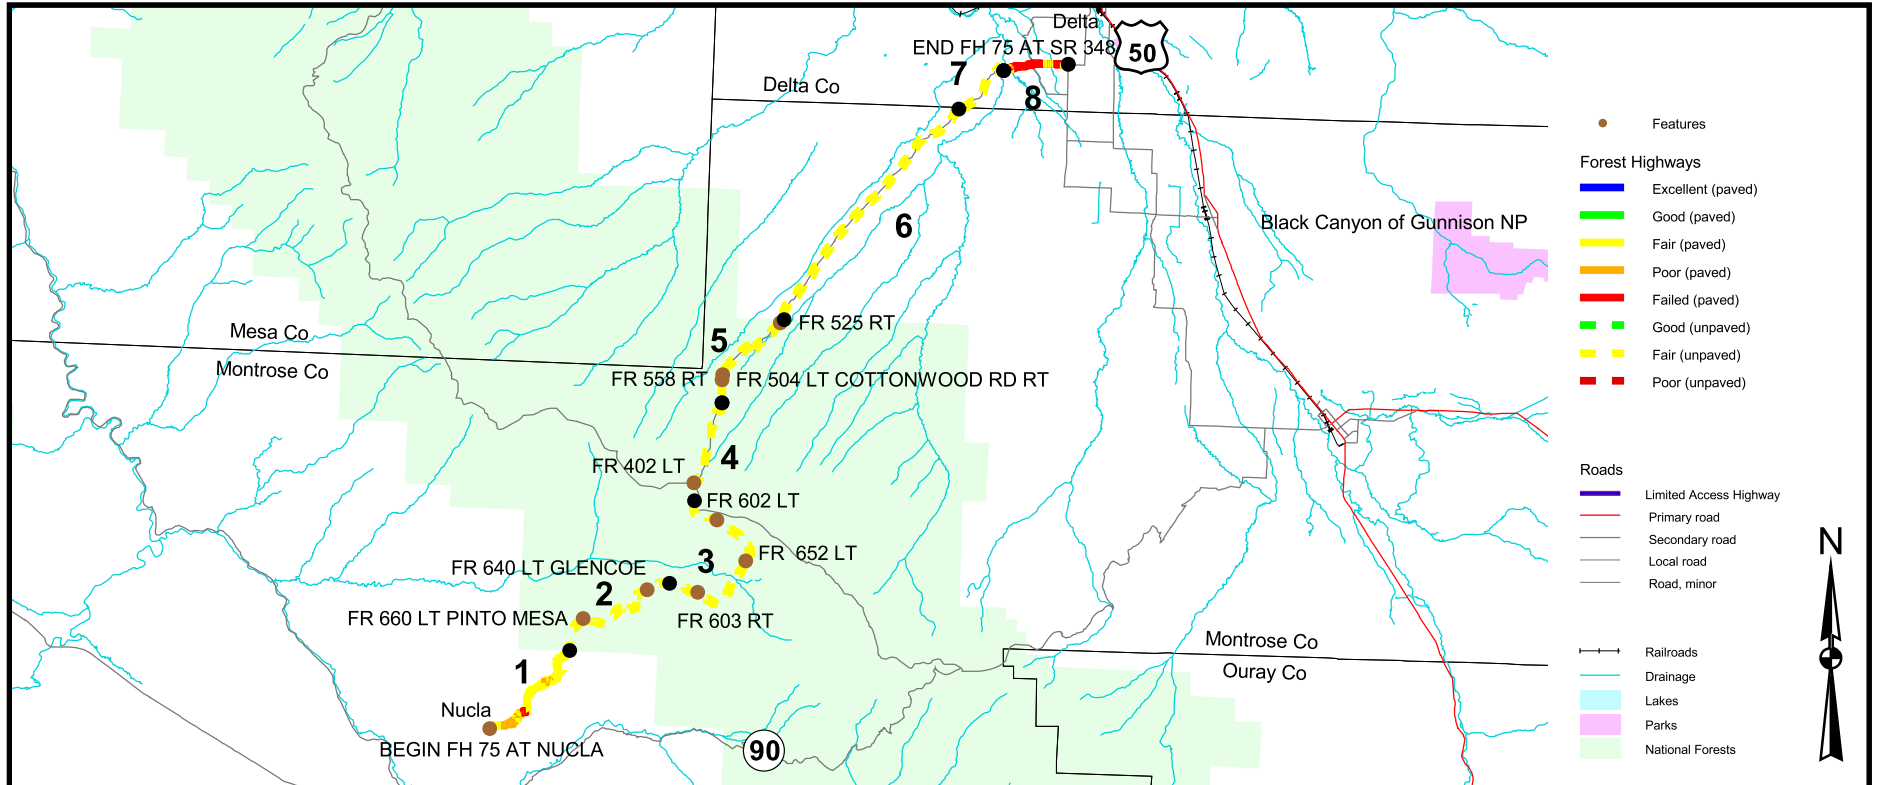 Delta
END FH 75 AT SR 348
50
7
8
Delta Co
6
Black Canyon of Gunnison NP
Mesa Co
Montrose Co
5
FR 525 RT
FR 558 RT
FR 504 LT COTTONWOOD RD RT
4
FR 402 LT
FR 602 LT
3
FR 652 LT
FR 640 LT GLENCOE
2
FR 660 LT PINTO MESA
FR 603 RT
1
Nucla
BEGIN FH 75 AT NUCLA
90
Montrose Co
Ouray Co
Features
Forest Highways
Excellent (paved)
Good (paved)
Fair (paved)
Poor (paved)
Failed (paved)
Good (unpaved)
Fair (unpaved)
Poor (unpaved)
Roads
Limited Access Highway
Primary road
Secondary road
Local road
Road, minor
Railroads
Drainage
Lakes
Parks
National Forests
N